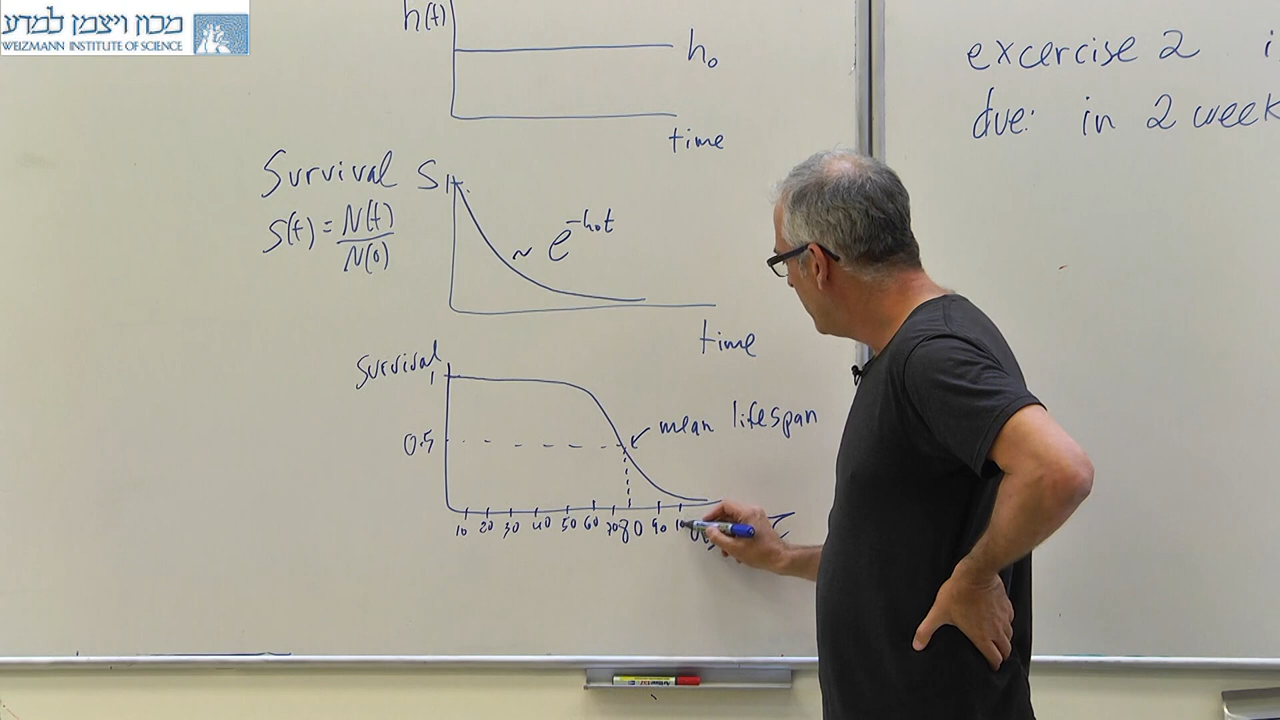 מכון ויצמן למדע
WEIZMANN INSTITUTE OF SCIENCE
h(t)
h₀
time
excercise 2
due: in 2 week
Survival S
1
S(t) = N(t)/N(0)
~ e^-h₀t
time
Survival
1
0.5
mean lifespan
10 20 30 40 50 60 70 80 90